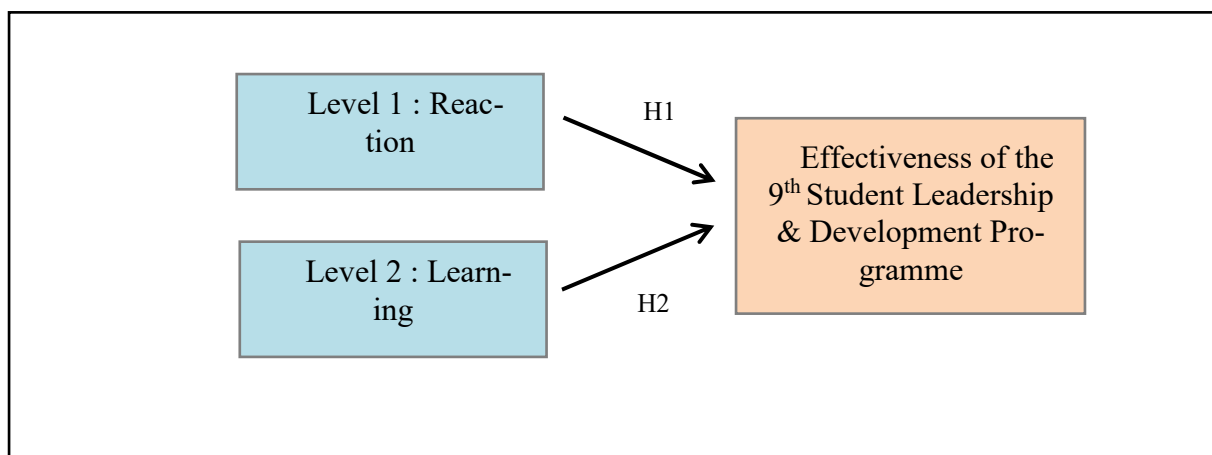 Level 1 : Reac-
tion
H1
Effectiveness of the
9th Student Leadership
& Development Pro-
gramme
Level 2 : Learn-
ing
H2